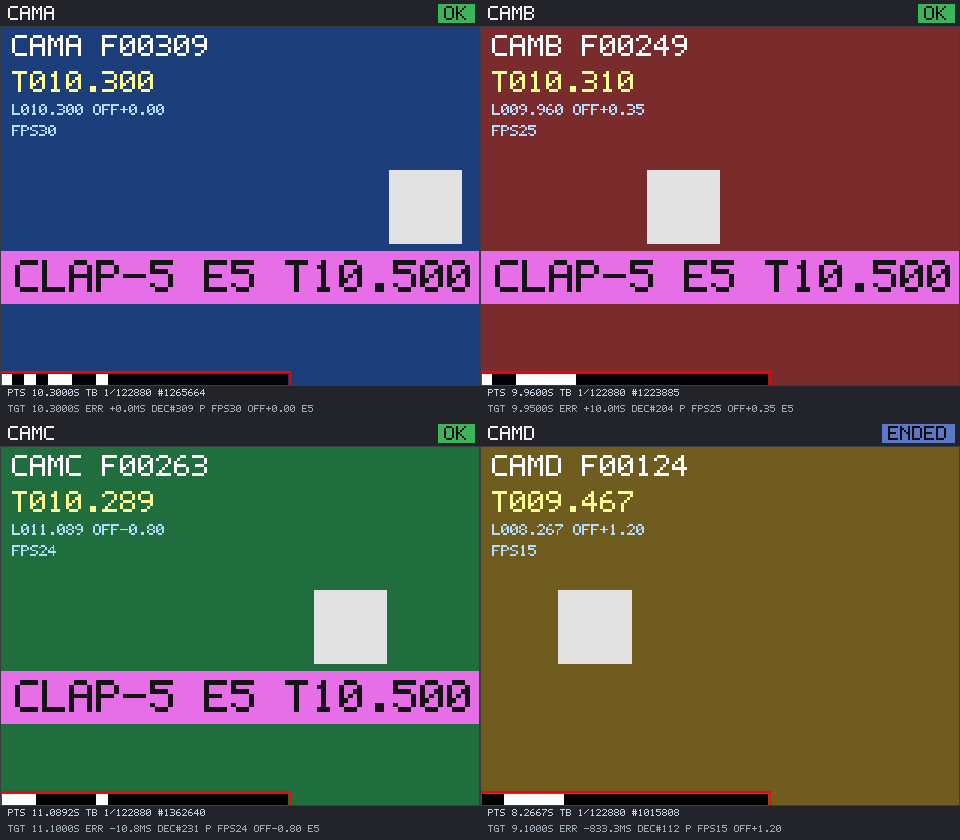 CAMA OK
CAMA F00309
T010.300
L010.300 OFF+0.00
FPS30
CLAP-5 E5 T10.500
PTS 10.3000S TB 1/122880 #1265664
TGT 10.3000S ERR +0.0MS DEC#309 P FPS30 OFF+0.00 E5
CAMB OK
CAMB F00249
T010.310
L009.960 OFF+0.35
FPS25
CLAP-5 E5 T10.500
PTS 9.9600S TB 1/122880 #1223885
TGT 9.9500S ERR +10.0MS DEC#204 P FPS25 OFF+0.35 E5
CAMC OK
CAMC F00263
T010.289
L011.089 OFF-0.80
FPS24
CLAP-5 E5 T10.500
PTS 11.0892S TB 1/122880 #1362640
TGT 11.1000S ERR -10.8MS DEC#231 P FPS24 OFF-0.80 E5
CAMD ENDED
CAMD F00124
T009.467
L008.267 OFF+1.20
FPS15
PTS 8.2667S TB 1/122880 #1015808
TGT 9.1000S ERR -833.3MS DEC#112 P FPS15 OFF+1.20